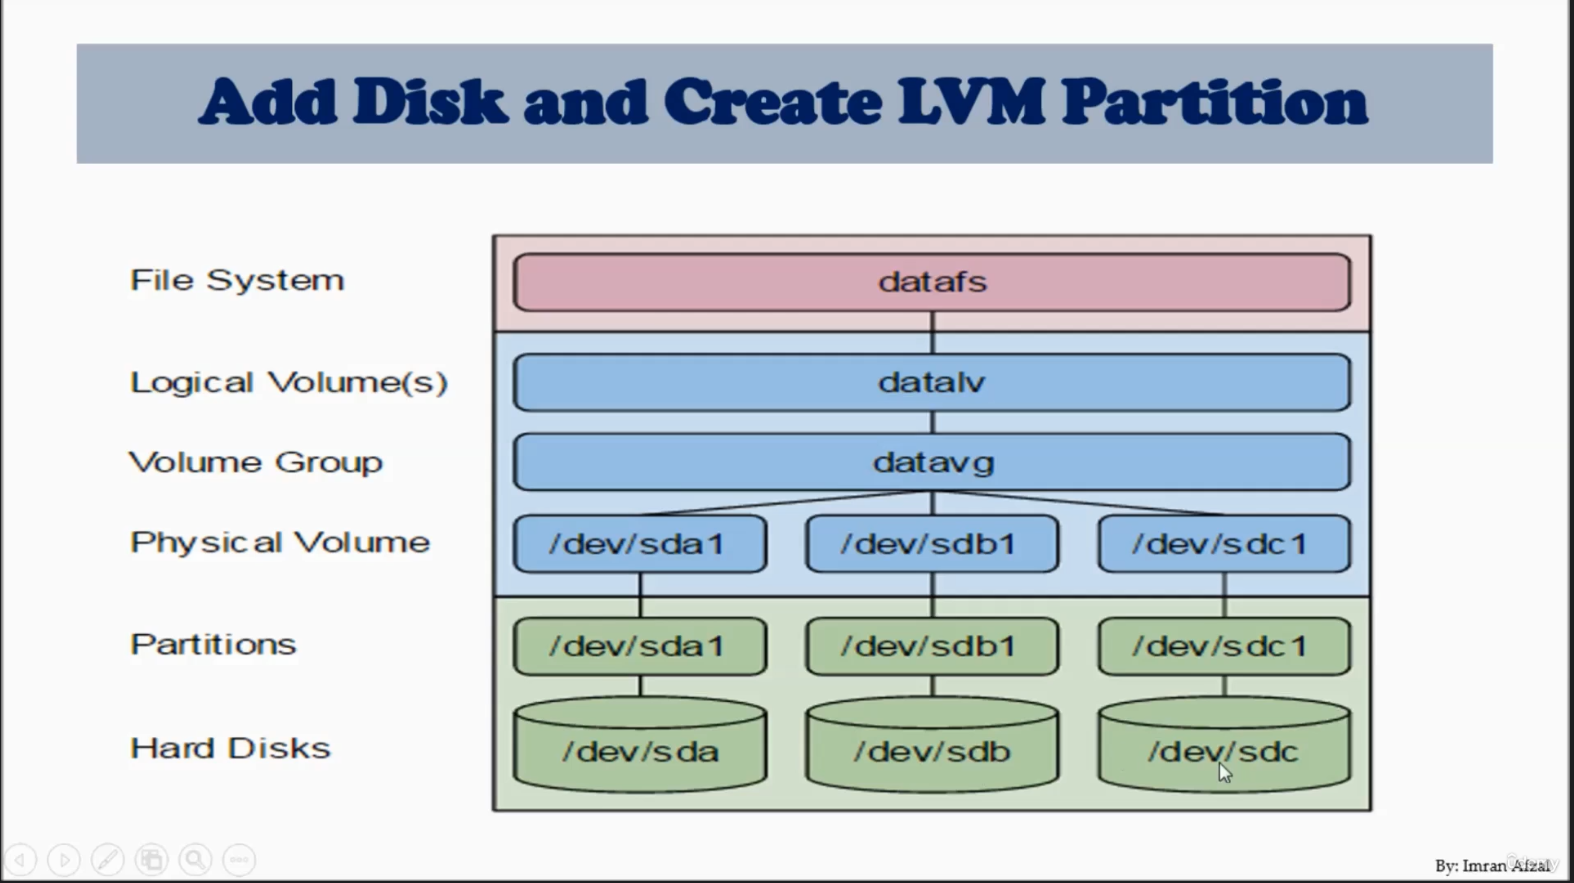 Add Disk and Create LVM Partition
File System
datafs
Logical Volume(s)
datalv
Volume Group
datavg
Physical Volume
/dev/sda1
/dev/sdb1
/dev/sdc1
Partitions
/dev/sda1
/dev/sdb1
/dev/sdc1
Hard Disks
/dev/sda
/dev/sdb
/dev/sdc
By: Imran Afzal